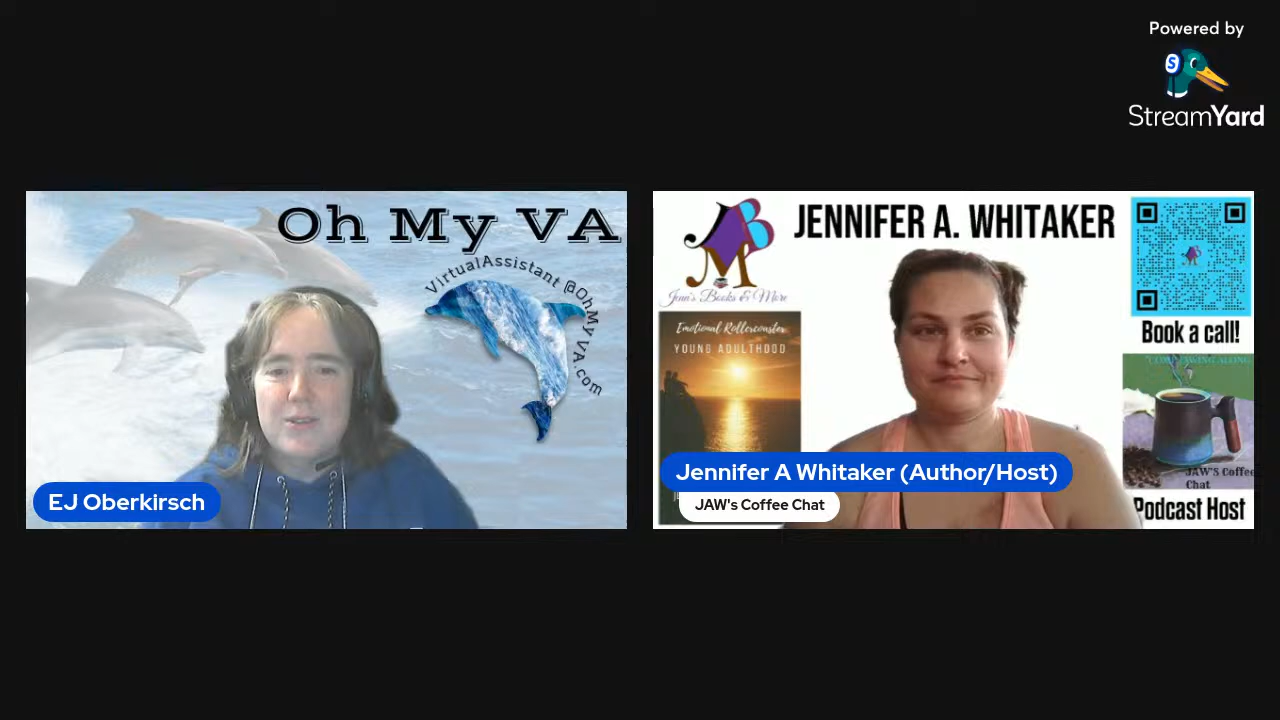 Powered by
S
StreamYard
Oh My VA
VirtualAssistant@OhMyVA.com
EJ Oberkirsch
JBM
Jenn's Books & More
JENNIFER A. WHITAKER
Emotional Rollercoaster
YOUNG ADULTHOOD
Book a call!
JAW'S Coffee
Chat
Podcast Host
Jennifer A Whitaker (Author/Host)
JAW's Coffee Chat